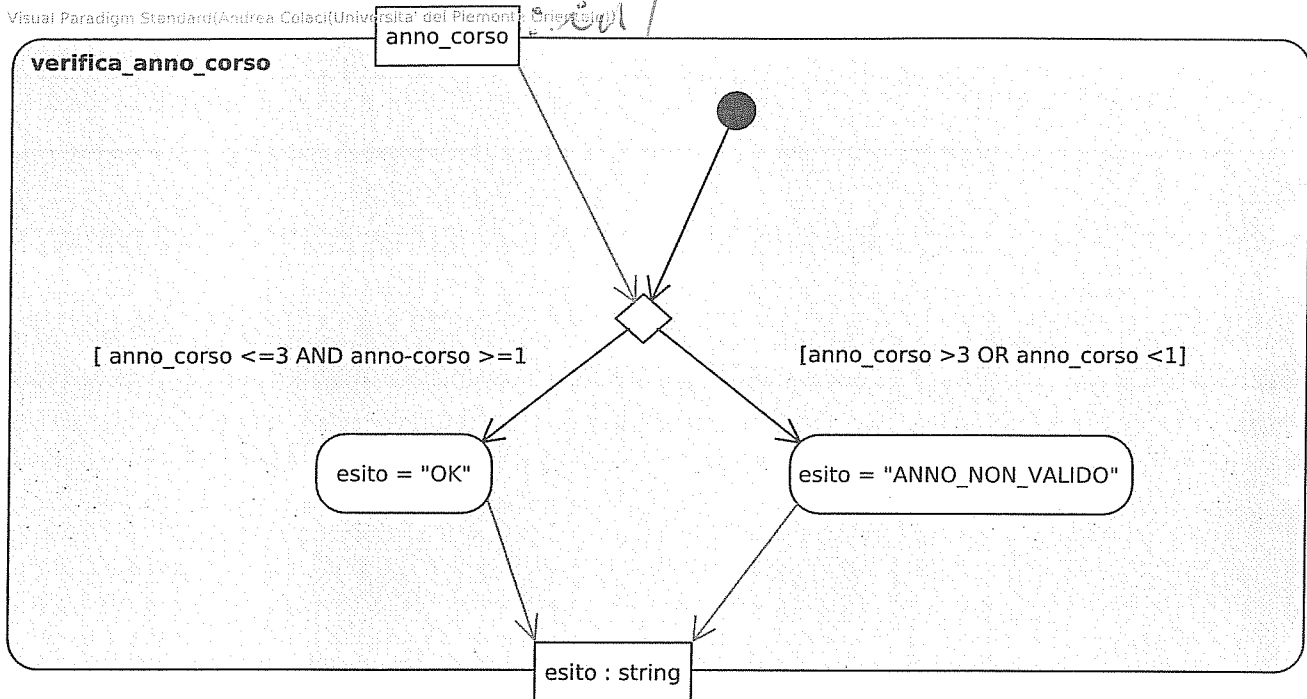 Visual Paradigm Standard(Andrea Colaci(Universita' del Piemonte Orientale))
anno_corso
verifica_anno_corso
[ anno_corso <=3 AND anno-corso >=1
[anno_corso >3 OR anno_corso <1]
esito = "OK"
esito = "ANNO_NON_VALIDO"
esito : string